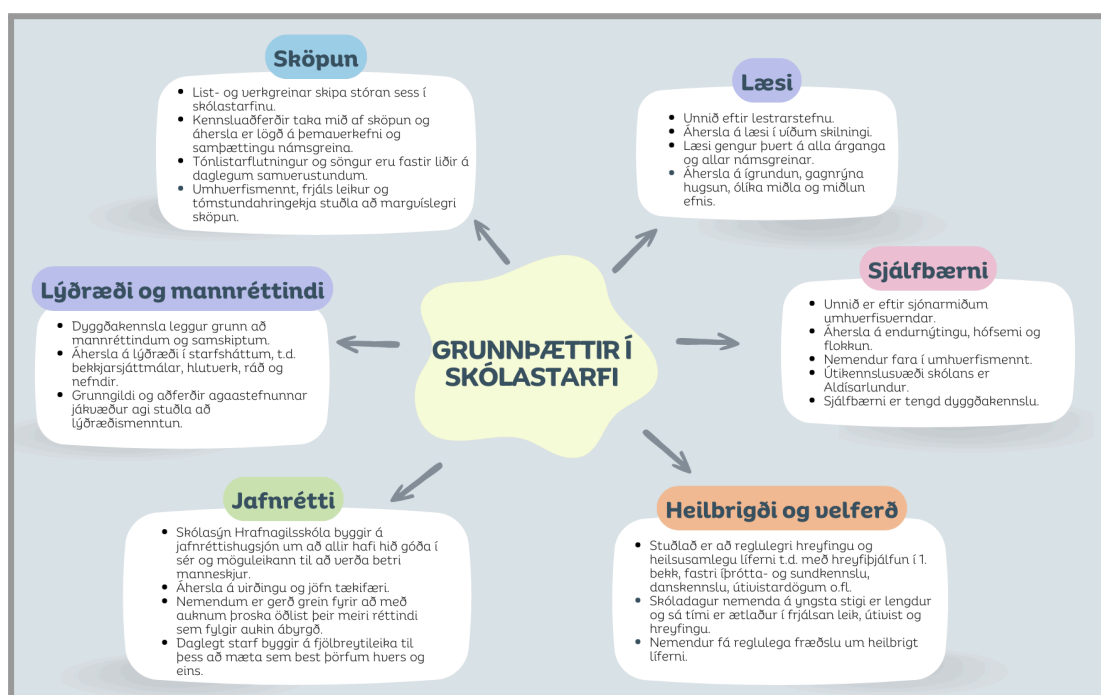 Sköpun
• List- og verkgreinar skipa stóran sess í
skólastarfinu.
• Kennsluaðferðir taka mið af sköpun og
áhersla er lögð á þemaverkefni og
samþættingu námsgreina.
• Tónlistarflutningur og söngur eru fastir liðir á
daglegum samverustundum.
• Umhverfismennt, frjáls leikur og
tómstundahringekja stuðla að margvíslegri
sköpun.
Læsi
• Unnið eftir lestrarstefnu.
• Áhersla á læsi í víðum skilningi.
• Læsi gengur þvert á alla árganga
og allar námsgreinar.
• Áhersla á ígrundun, gagnrýna
hugsun, ólíka miðla og miðlun
efnis.
Lýðræði og mannréttindi
• Dyggðakennsla leggur grunn að
mannréttindum og samskiptum.
• Áhersla á lýðræði í starfsháttum, t.d.
bekkjarsjáttmálar, hlutverk, ráð og
nefndir.
• Grunngildi og aðferðir agaastefnunnar
jákvæður agi stuðla að
lýðræðismenntun.
GRUNNÞÆTTIR Í
SKÓLASTARFI
Sjálfbærni
• Unnið er eftir sjónarmiðum
umhverfisverndar.
• Áhersla á endurnýtingu, hófsemi og
flokkun.
• Nemendur fara í umhverfismennt.
• Útikennslusvæði skólans er
Aldísarlundur.
• Sjálfbærni er tengd dyggðakennslu.
Jafnrétti
• Skólasýn Hrafnagilsskóla byggir á
jafnréttishugsjón um að allir hafi hið góða í
sér og möguleikann til að verða betri
manneskjur.
• Áhersla á virðingu og jöfn tækifæri.
• Nemendum er gerð grein fyrir að með
auknum þroska öðlist þeir meiri réttindi
sem fylgir aukin ábyrgð.
• Daglegt starf byggir á fjölbreytileika til
þess að mæta sem best þörfum hvers og
eins.
Heilbrigði og velferð
• Stuðlað er að reglulegri hreyfingu og
heilsusamlegu líferni t.d. með hreyfiþjálfun í 1.
bekk, fastri íþrótta- og sundkennslu,
danskennslu, útivistardögum o.fl.
• Skóladagur nemenda á yngsta stigi er lengdur
og sá tími er ætlaður í frjálsan leik, útivist og
hreyfingu.
• Nemendur fá reglulega fræðslu um heilbrigt
líferni.